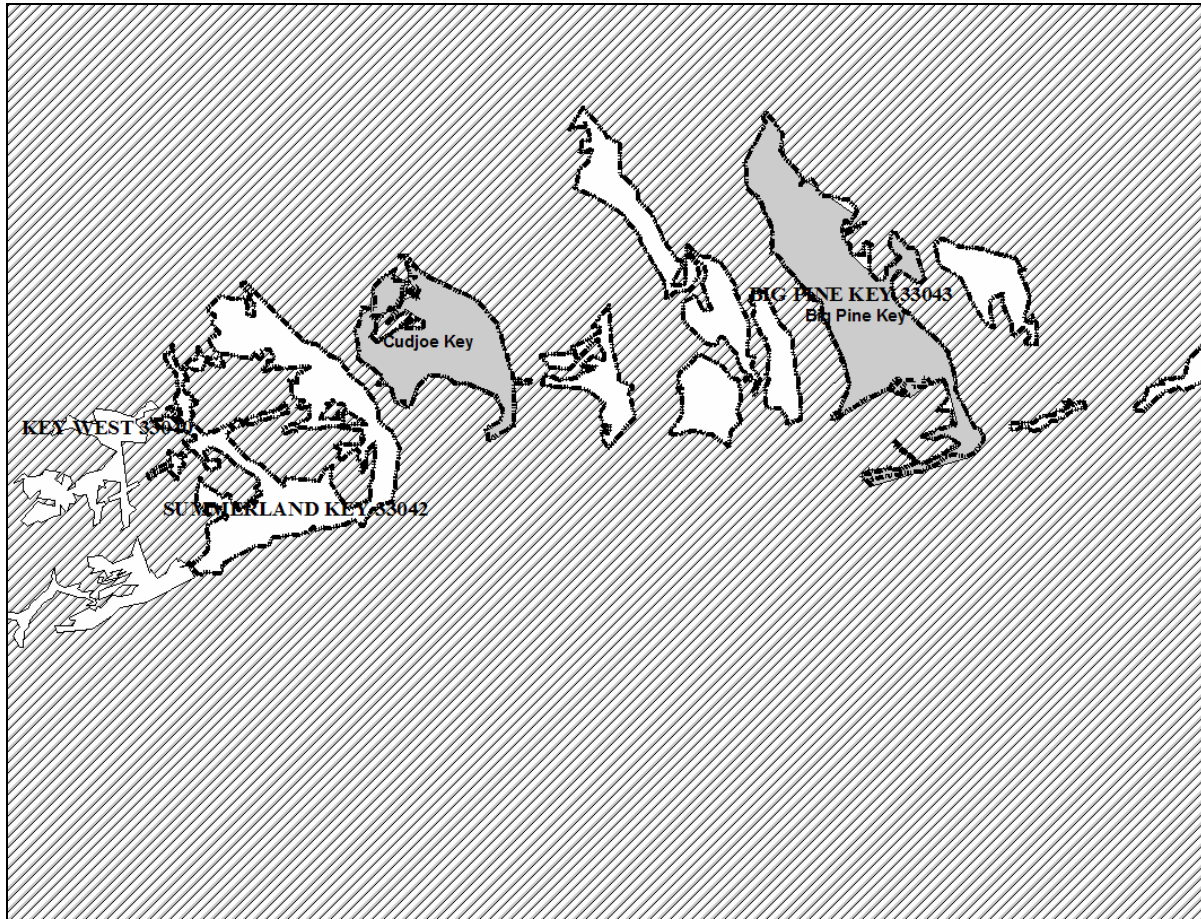 BIG PINE KEY 33043
Big Pine Key
Cudjoe Key
KEY WEST 33040
SUMMERLAND KEY 33042